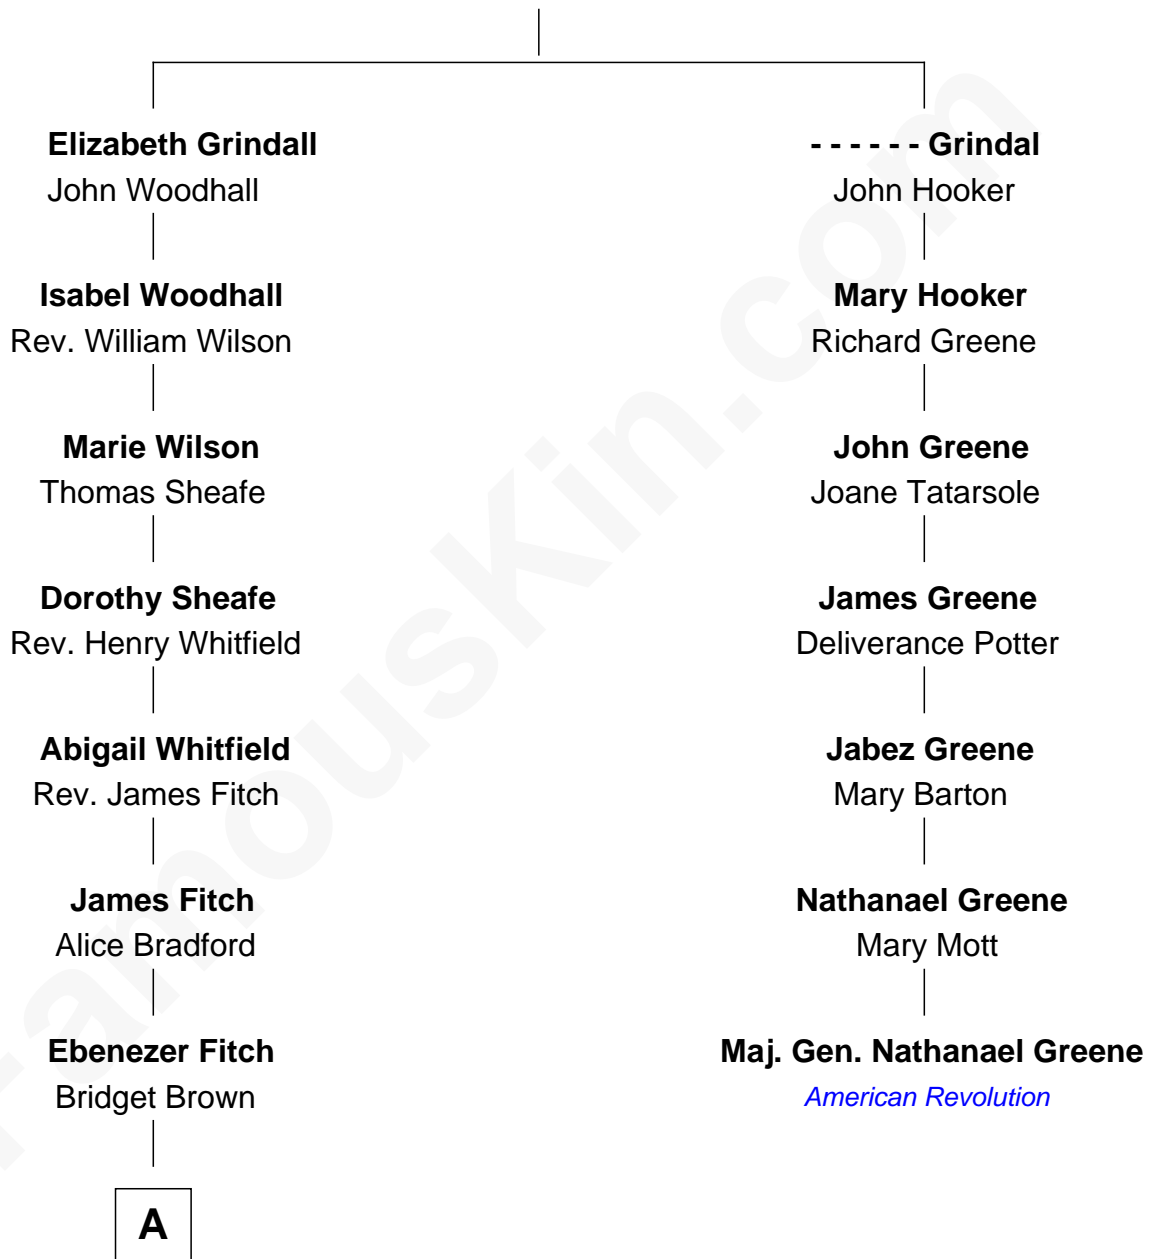 Elizabeth Grindall
John Woodhall
Isabel Woodhall
Rev. William Wilson
Marie Wilson
Thomas Sheafe
Dorothy Sheafe
Rev. Henry Whitfield
Abigail Whitfield
Rev. James Fitch
James Fitch
Alice Bradford
Ebenezer Fitch
Bridget Brown
A
- - - - - - Grindal
John Hooker
Mary Hooker
Richard Greene
John Greene
Joane Tatarsole
James Greene
Deliverance Potter
Jabez Greene
Mary Barton
Nathanael Greene
Mary Mott
Maj. Gen. Nathanael Greene
American Revolution
FamousKin.com